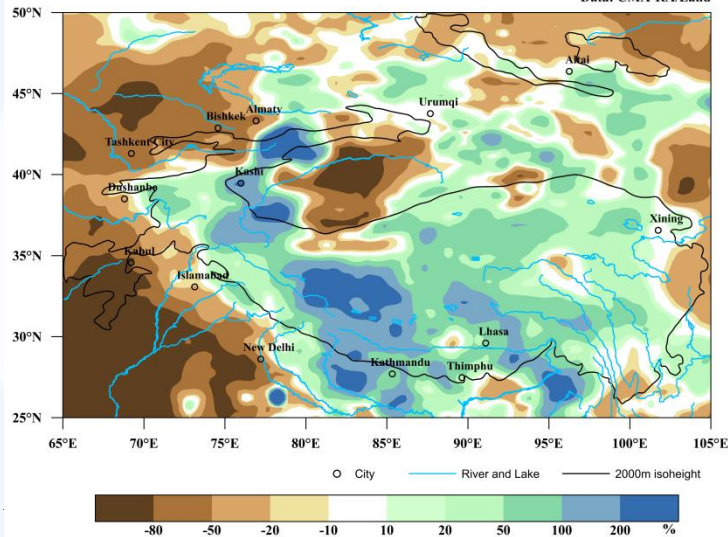 Data: CMA-RA/Land
50°N
45°N
40°N
35°N
30°N
25°N
Altai
Urumqi
Almaty
Bishkek
Tashkent City
Kashi
Dushanbe
Xining
Kabul
Islamabad
Lhasa
New Delhi
Kathmandu
Thimphu
65°E 70°E 75°E 80°E 85°E 90°E 95°E 100°E 105°E
City River and Lake 2000m isoheight
-80 -50 -20 -10 10 20 50 100 200 %